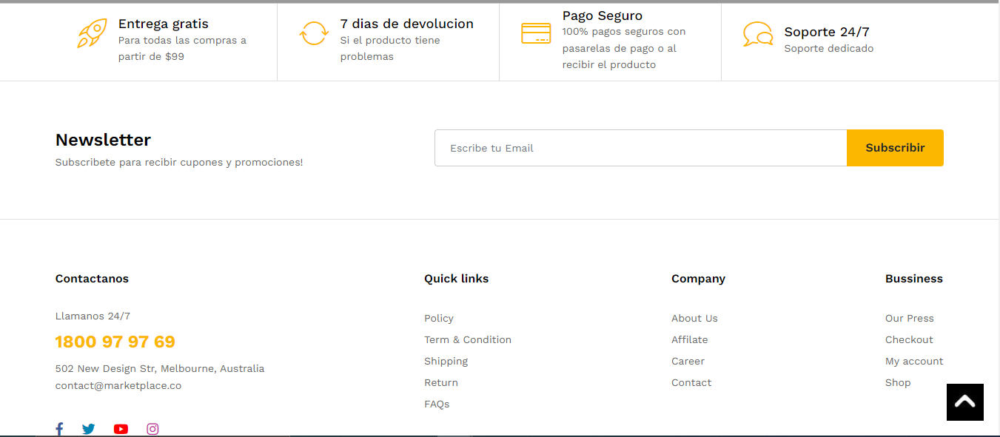 Entrega gratis
Para todas las compras a
partir de $99
7 dias de devolucion
Si el producto tiene
problemas
Pago Seguro
100% pagos seguros con
pasarelas de pago o al
recibir el producto
Soporte 24/7
Soporte dedicado
Newsletter
Subscribete para recibir cupones y promociones!
Escribe tu Email
Subscribir
Contactanos
Llamanos 24/7
1800 97 97 69
502 New Design Str, Melbourne, Australia
contact@marketplace.co
Quick links
Policy
Term & Condition
Shipping
Return
FAQs
Company
About Us
Affilate
Career
Contact
Bussiness
Our Press
Checkout
My account
Shop